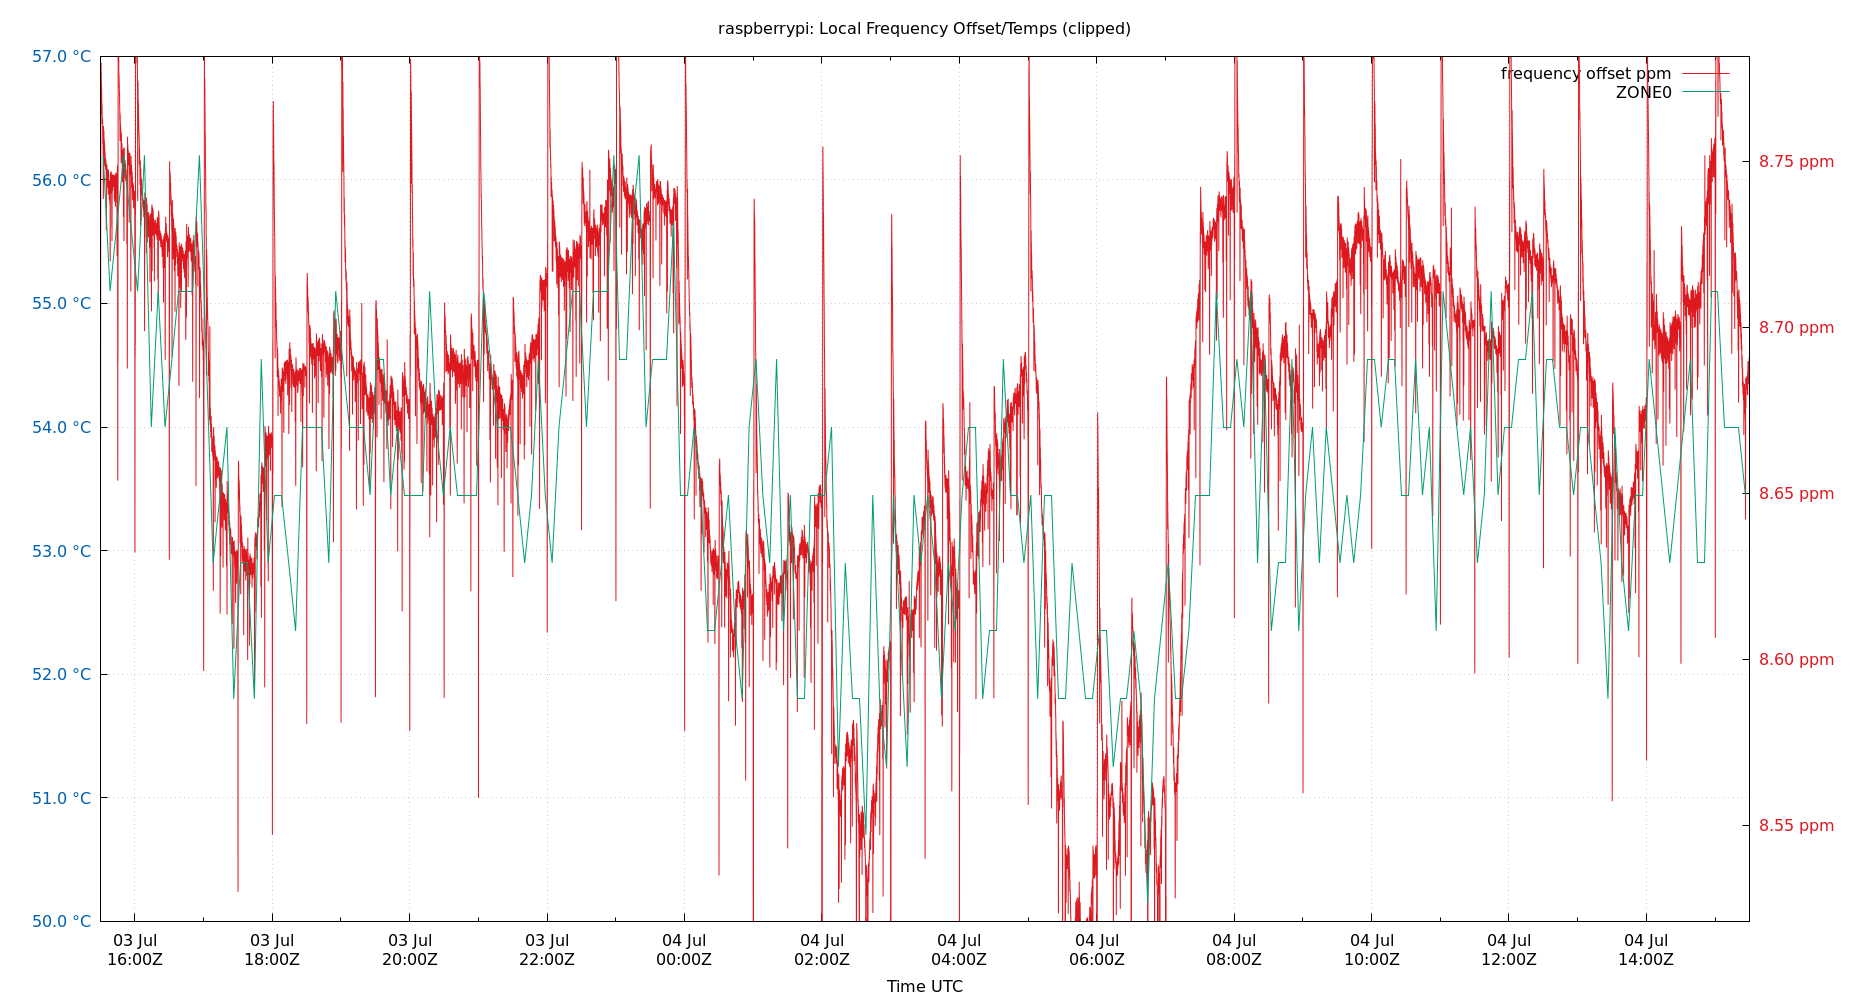 raspberrypi: Local Frequency Offset/Temps (clipped)
57.0 °C
56.0 °C
55.0 °C
54.0 °C
53.0 °C
52.0 °C
51.0 °C
50.0 °C
frequency offset ppm
ZONE0
8.75 ppm
8.70 ppm
8.65 ppm
8.60 ppm
8.55 ppm
03 Jul
16:00Z
03 Jul
18:00Z
03 Jul
20:00Z
03 Jul
22:00Z
04 Jul
00:00Z
04 Jul
02:00Z
04 Jul
04:00Z
04 Jul
06:00Z
04 Jul
08:00Z
04 Jul
10:00Z
04 Jul
12:00Z
04 Jul
14:00Z
Time UTC